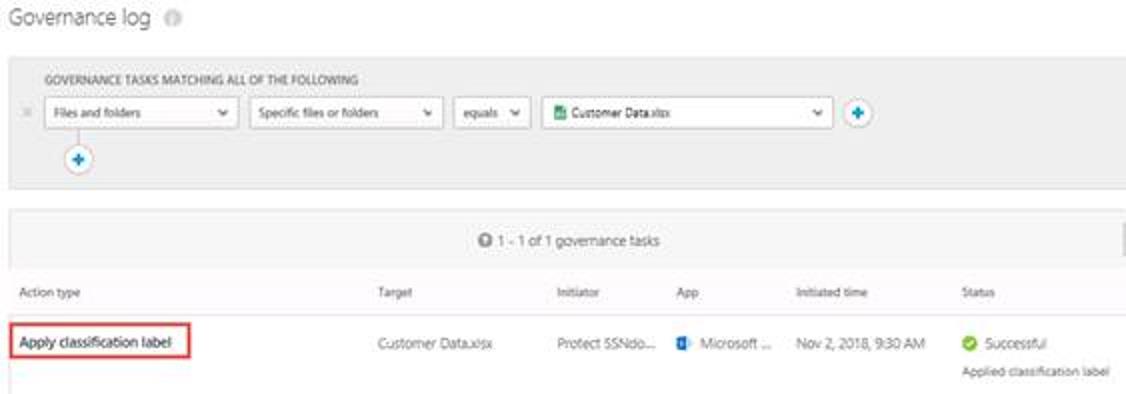 Governance log
GOVERNANCE TASKS MATCHING ALL OF THE FOLLOWING
Files and folders Specific files or folders equals Customer Data.xlsx
1 - 1 of 1 governance tasks
Action type Target Initiator App Initiated time Status
Apply classification label Customer Data.xlsx Protect SSNdo... Microsoft ... Nov 2, 2018, 9:30 AM Successful
Applied classification label